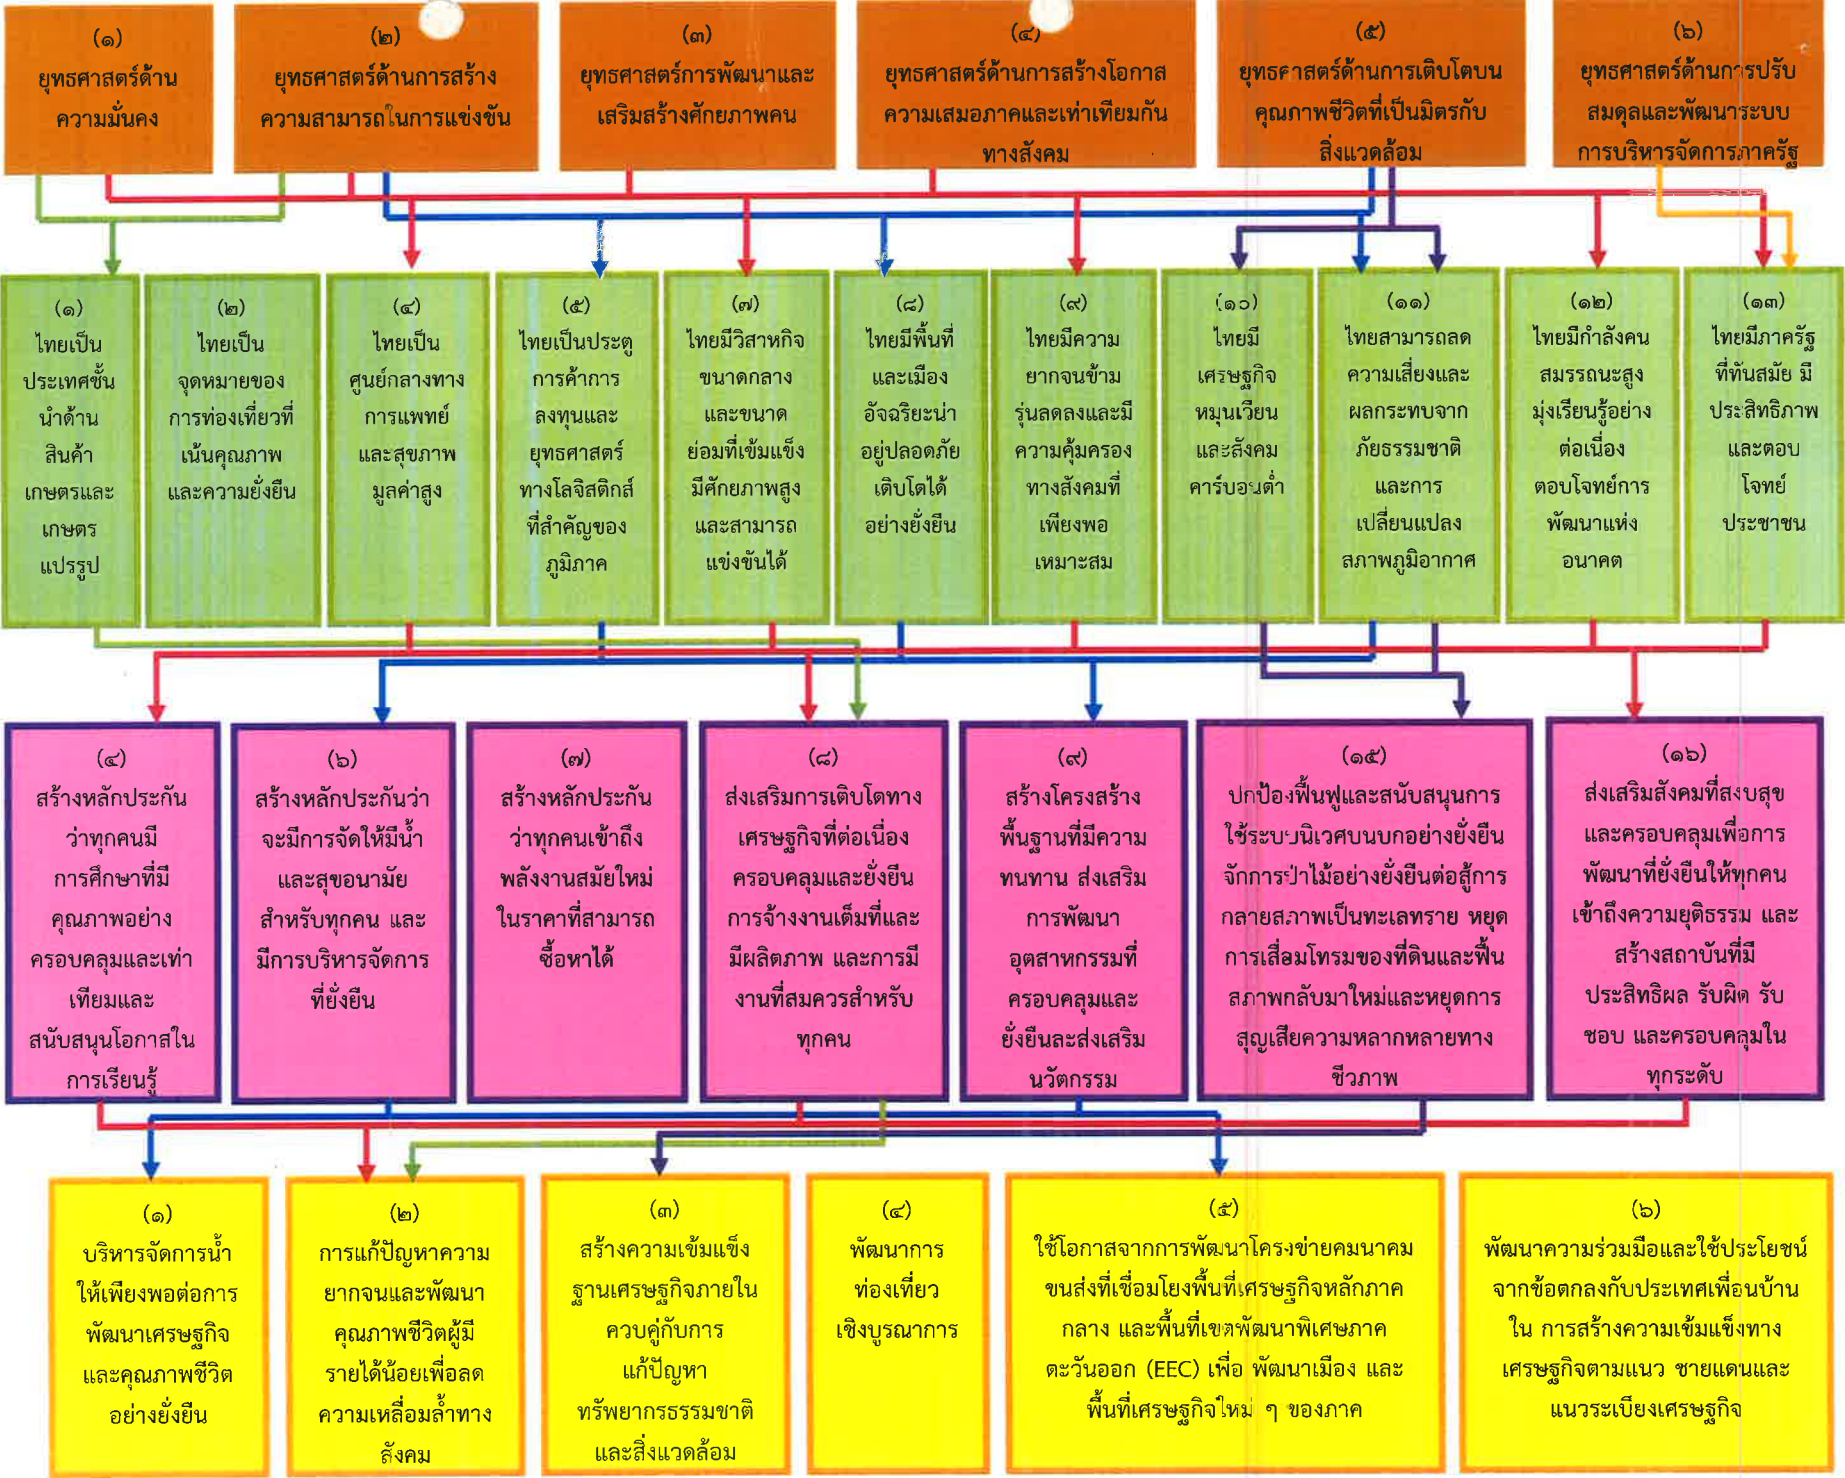 (๑)
ยุทธศาสตร์ด้าน
ความมั่นคง
(๒)
ยุทธศาสตร์ด้านการสร้าง
ความสามารถในการแข่งขัน
(๓)
ยุทธศาสตร์การพัฒนาและ
เสริมสร้างศักยภาพคน
(๔)
ยุทธศาสตร์ด้านการสร้างโอกาส
ความเสมอภาคและเท่าเทียมกัน
ทางสังคม
(๕)
ยุทธศาสตร์ด้านการเติบโตบน
คุณภาพชีวิตที่เป็นมิตรกับ
สิ่งแวดล้อม
(๖)
ยุทธศาสตร์ด้านการปรับ
สมดุลและพัฒนาระบบ
การบริหารจัดการภาครัฐ
(๑)
ไทยเป็น
ประเทศชั้น
นำด้าน
สินค้า
เกษตรและ
เกษตร
แปรรูป
(๒)
ไทยเป็น
จุดหมายของ
การท่องเที่ยวที่
เน้นคุณภาพ
และความยั่งยืน
(๔)
ไทยเป็น
ศูนย์กลางทาง
การแพทย์
และสุขภาพ
มูลค่าสูง
(๕)
ไทยเป็นประตู
การค้าการ
ลงทุนและ
ยุทธศาสตร์
ทางโลจิสติกส์
ที่สำคัญของ
ภูมิภาค
(๗)
ไทยมีวิสาหกิจ
ขนาดกลาง
และขนาด
ย่อมที่เข้มแข็ง
มีศักยภาพสูง
และสามารถ
แข่งขันได้
(๘)
ไทยมีพื้นที่
และเมือง
อัจฉริยะน่า
อยู่ปลอดภัย
เติบโตได้
อย่างยั่งยืน
(๙)
ไทยมีความ
ยากจนข้าม
รุ่นลดลงและมี
ความคุ้มครอง
ทางสังคมที่
เพียงพอ
เหมาะสม
(๑๐)
ไทยมี
เศรษฐกิจ
หมุนเวียน
และสังคม
คาร์บอนต่ำ
(๑๑)
ไทยสามารถลด
ความเสี่ยงและ
ผลกระทบจาก
ภัยธรรมชาติ
และการ
เปลี่ยนแปลง
สภาพภูมิอากาศ
(๑๒)
ไทยมีกำลังคน
สมรรถนะสูง
มุ่งเรียนรู้อย่าง
ต่อเนื่อง
ตอบโจทย์การ
พัฒนาแห่ง
อนาคต
(๑๓)
ไทยมีภาครัฐ
ที่ทันสมัย มี
ประสิทธิภาพ
และตอบ
โจทย์
ประชาชน
(๔)
สร้างหลักประกัน
ว่าทุกคนมี
การศึกษาที่มี
คุณภาพอย่าง
ครอบคลุมและเท่า
เทียมและ
สนับสนุนโอกาสใน
การเรียนรู้
(๖)
สร้างหลักประกันว่า
จะมีการจัดให้มีน้ำ
และสุขอนามัย
สำหรับทุกคน และ
มีการบริหารจัดการ
ที่ยั่งยืน
(๗)
สร้างหลักประกัน
ว่าทุกคนเข้าถึง
พลังงานสมัยใหม่
ในราคาที่สามารถ
ซื้อหาได้
(๘)
ส่งเสริมการเติบโตทาง
เศรษฐกิจที่ต่อเนื่อง
ครอบคลุมและยั่งยืน
การจ้างงานเต็มที่และ
มีผลิตภาพ และการมี
งานที่สมควรสำหรับ
ทุกคน
(๙)
สร้างโครงสร้าง
พื้นฐานที่มีความ
ทนทาน ส่งเสริม
การพัฒนา
อุตสาหกรรมที่
ครอบคลุมและ
ยั่งยืนละส่งเสริม
นวัตกรรม
(๑๕)
ปกป้องฟื้นฟูและสนับสนุนการ
ใช้ระบบนิเวศบนบกอย่างยั่งยืน
จักการป่าไม้อย่างยั่งยืนต่อสู้การ
กลายสภาพเป็นทะเลทราย หยุด
การเสื่อมโทรมของที่ดินและฟื้น
สภาพกลับมาใหม่และหยุดการ
สูญเสียความหลากหลายทาง
ชีวภาพ
(๑๖)
ส่งเสริมสังคมที่สงบสุข
และครอบคลุมเพื่อการ
พัฒนาที่ยั่งยืนให้ทุกคน
เข้าถึงความยุติธรรม และ
สร้างสถาบันที่มี
ประสิทธิผล รับผิด รับ
ชอบ และครอบคลุมใน
ทุกระดับ
(๑)
บริหารจัดการน้ำ
ให้เพียงพอต่อการ
พัฒนาเศรษฐกิจ
และคุณภาพชีวิต
อย่างยั่งยืน
(๒)
การแก้ปัญหาความ
ยากจนและพัฒนา
คุณภาพชีวิตผู้มี
รายได้น้อยเพื่อลด
ความเหลื่อมล้ำทาง
สังคม
(๓)
สร้างความเข้มแข็ง
ฐานเศรษฐกิจภายใน
ควบคู่กับการ
แก้ปัญหา
ทรัพยากรธรรมชาติ
และสิ่งแวดล้อม
(๔)
พัฒนาการ
ท่องเที่ยว
เชิงบูรณาการ
(๕)
ใช้โอกาสจากการพัฒนาโครงข่ายคมนาคม
ขนส่งที่เชื่อมโยงพื้นที่เศรษฐกิจหลักภาค
กลาง และพื้นที่เขตพัฒนาพิเศษภาค
ตะวันออก (EEC) เพื่อ พัฒนาเมือง และ
พื้นที่เศรษฐกิจใหม่ ๆ ของภาค
(๖)
พัฒนาความร่วมมือและใช้ประโยชน์
จากข้อตกลงกับประเทศเพื่อนบ้าน
ใน การสร้างความเข้มแข็งทาง
เศรษฐกิจตามแนว ชายแดนและ
แนวระเบียงเศรษฐกิจ